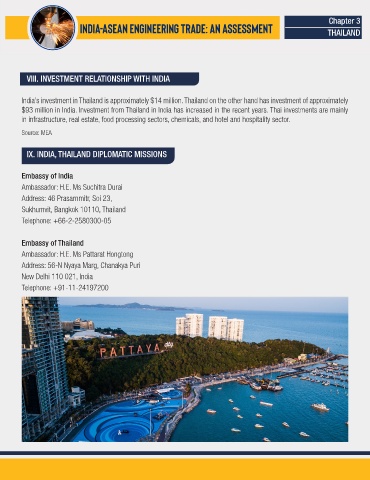 INDIA-ASEAN ENGINEERING TRADE: AN ASSESSMENT
Chapter 3
THAILAND
VIII. INVESTMENT RELATIONSHIP WITH INDIA
India's investment in Thailand is approximately $14 million. Thailand on the other hand has investment of approximately
$93 million in India. Investment from Thailand in India has increased in the recent years. Thai investments are mainly
in infrastructure, real estate, food processing sectors, chemicals, and hotel and hospitality sector.
Source: MEA
IX. INDIA, THAILAND DIPLOMATIC MISSIONS
Embassy of India
Ambassador: H.E. Ms Suchitra Durai
Address: 46 Prasarnmitr, Soi 23,
Sukhumvit, Bangkok 10110, Thailand
Telephone: +66-2-2580300-05
Embassy of Thailand
Ambassador: H.E. Ms Pattarat Hongtong
Address: 56-N Nyaya Marg, Chanakya Puri
New Delhi 110 021, India
Telephone: +91-11-24197200
PATTAYA